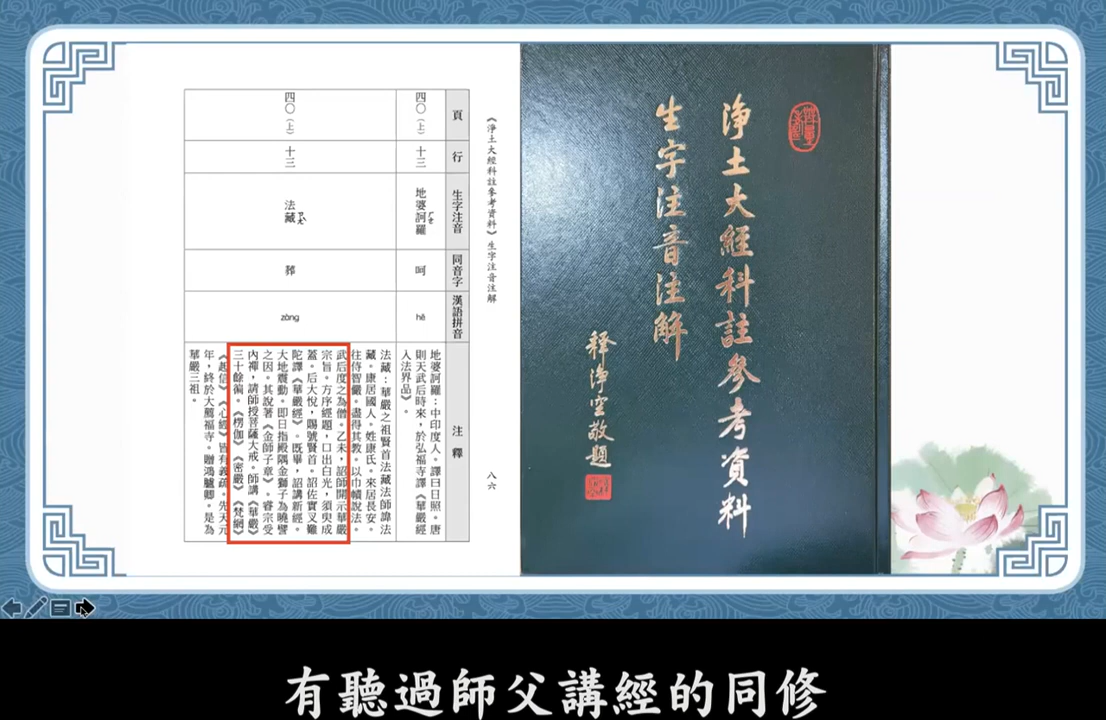 《淨土大經科註參考資料》生字注音注解
八六
頁
行
生字注音
同音字
漢語拼音
注釋
四〇(上)
十三
地婆訶羅
呵
hē
地婆訶羅：中印度人。譯曰日照。唐
則天武后時來，於弘福寺譯《華嚴經
入法界品》。
四〇(上)
十三
法藏
葬
zàng
法藏：華嚴之祖賢首法藏法師諱法
藏。康居國人。姓康氏。來居長安。
往侍智儼。盡得其教。以巾幘說法。
武后度之為僧。乙未，詔師開示華嚴
宗旨。方序經題，口出白光，須臾成
蓋。后大悅，賜號賢首。詔佐實叉難
陀譯《華嚴經》。既畢，詔講新經。
大地震動。即日指殿隅金獅子為曉譬
之因。其說著《金師子章》。睿宗受
內禪，請師授菩薩大戒。師講《華嚴》
三十餘徧。《楞伽》《密嚴》《梵網》
《起信》《心經》皆有義疏。先天元
年，終於大薦福寺。贈鴻臚卿。是為
華嚴三祖。
淨土大經科註參考資料
生字注音注解
釋淨空敬題
有聽過師父講經的同修